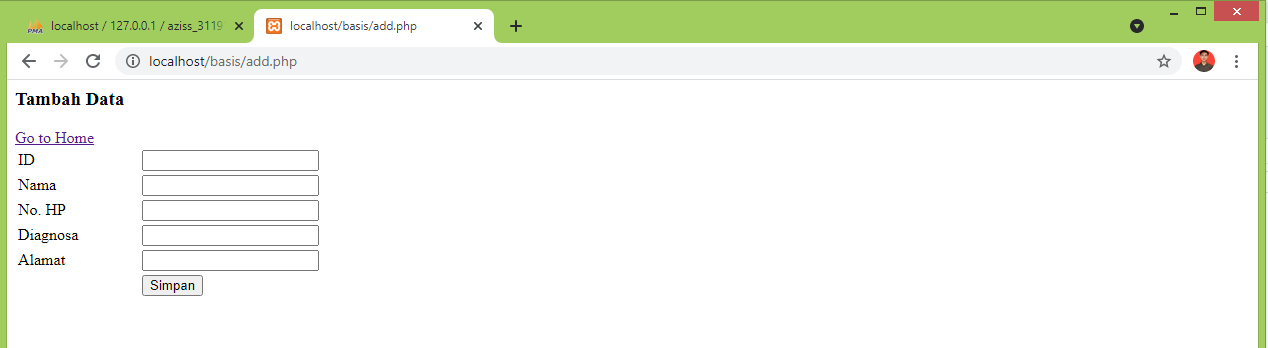 localhost / 127.0.0.1 / aziss_3119
PMA
localhost/basis/add.php
localhost/basis/add.php
Tambah Data
Go to Home
ID
Nama
No. HP
Diagnosa
Alamat
Simpan